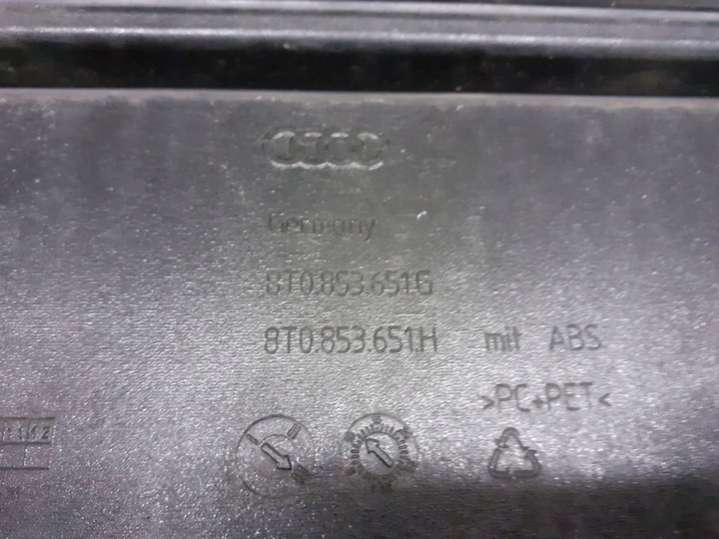 Germany
8T0.853.651G
8T0.853.651H mit ABS
>PC+PET<